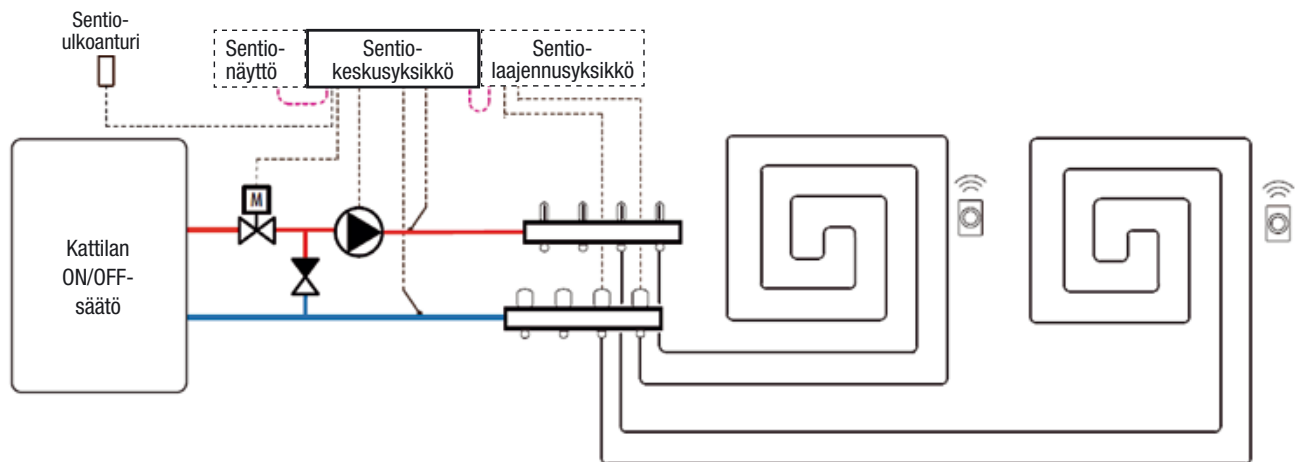 Sentio-
ulkoanturi
Sentio-
näyttö
Sentio-
keskusyksikkö
Sentio-
laajennusyksikkö
M
Kattilan
ON/OFF-
säätö